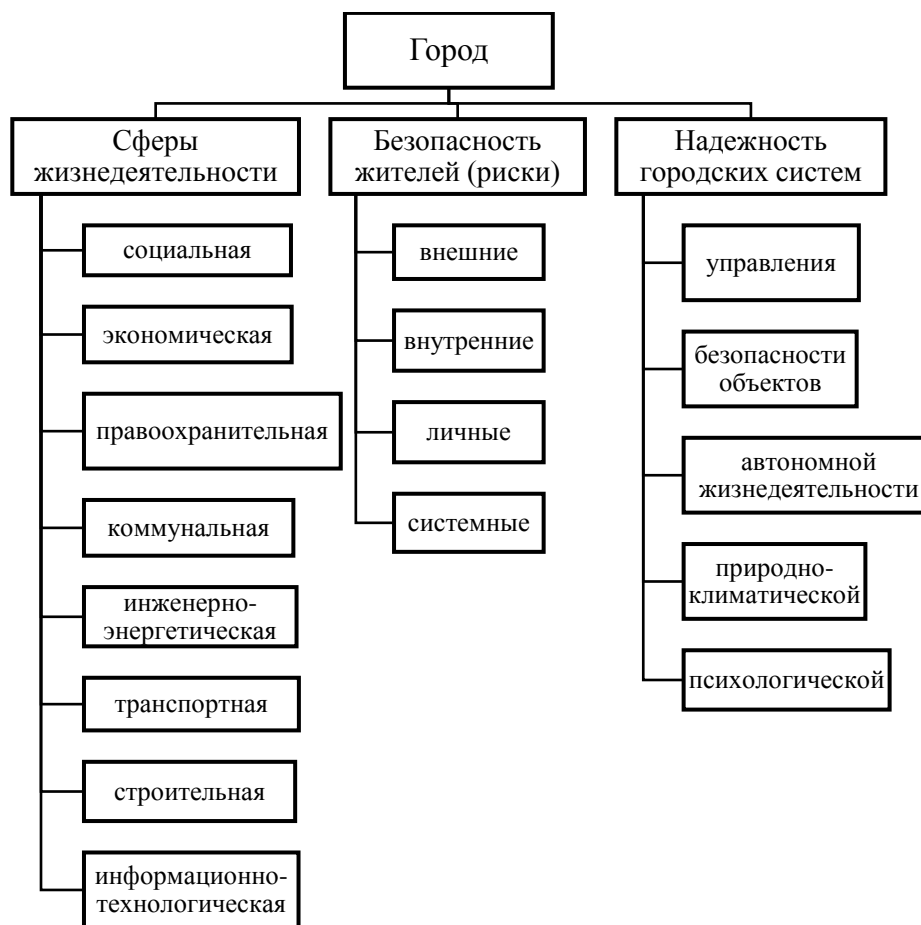 Город
Сферы
жизнедеятельности
социальная
экономическая
правоохранительная
коммунальная
инженерно-
энергетическая
транспортная
строительная
информационно-
технологическая
Безопасность
жителей (риски)
внешние
внутренние
личные
системные
Надежность
городских систем
управления
безопасности
объектов
автономной
жизнедеятельности
природно-
климатической
психологической